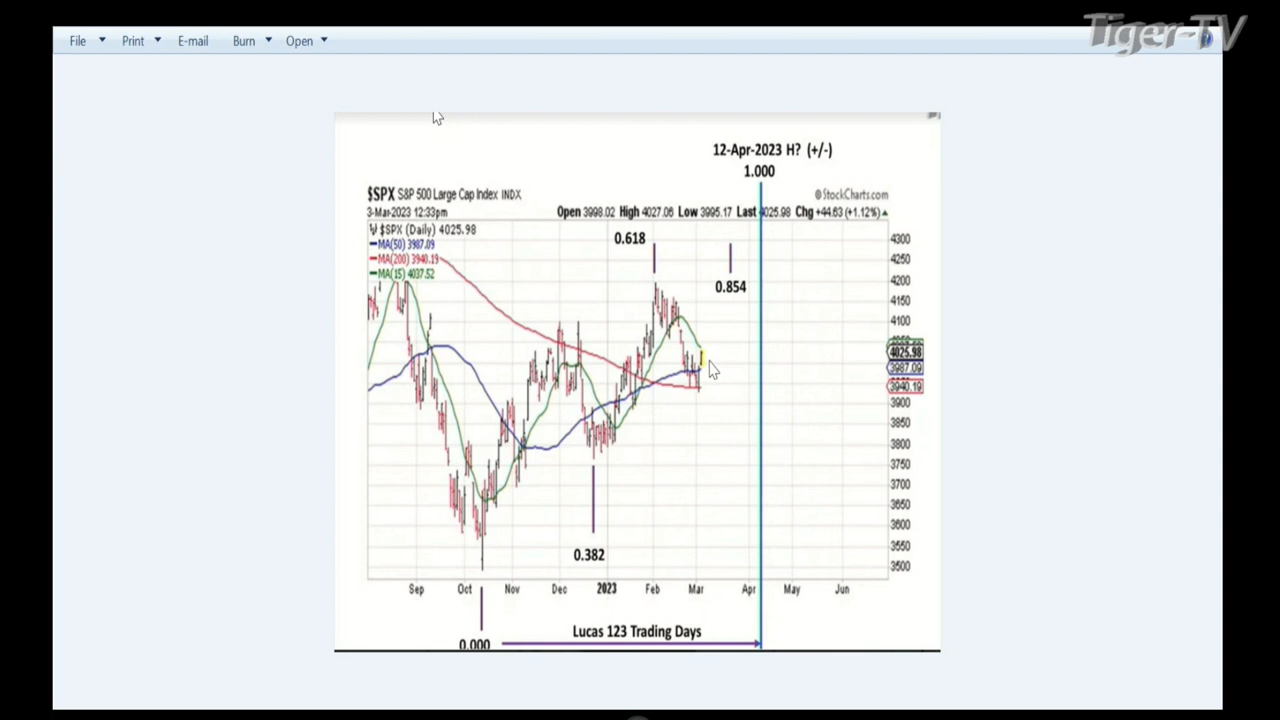 Tiger-TV
File Print E-mail Burn Open
12-Apr-2023 H? (+/-)
1.000
$SPX S&P 500 Large Cap Index INDX
@StockCharts.com
3-Mar-2023 12:33pm
Open 3998.02 High 4027.06 Low 3995.17 Last 4025.98 Chg +44.63 (+1.12%)
$SPX (Daily) 4025.98
MA(50) 3987.09
MA(200) 3940.19
MA(15) 4037.52
0.618
0.854
4300
4250
4200
4150
4100
4025.98
3987.09
3940.19
3900
3850
3800
3750
3700
3650
3600
3550
3500
0.382
Sep Oct Nov Dec 2023 Feb Mar Apr May Jun
Lucas 123 Trading Days
0.000